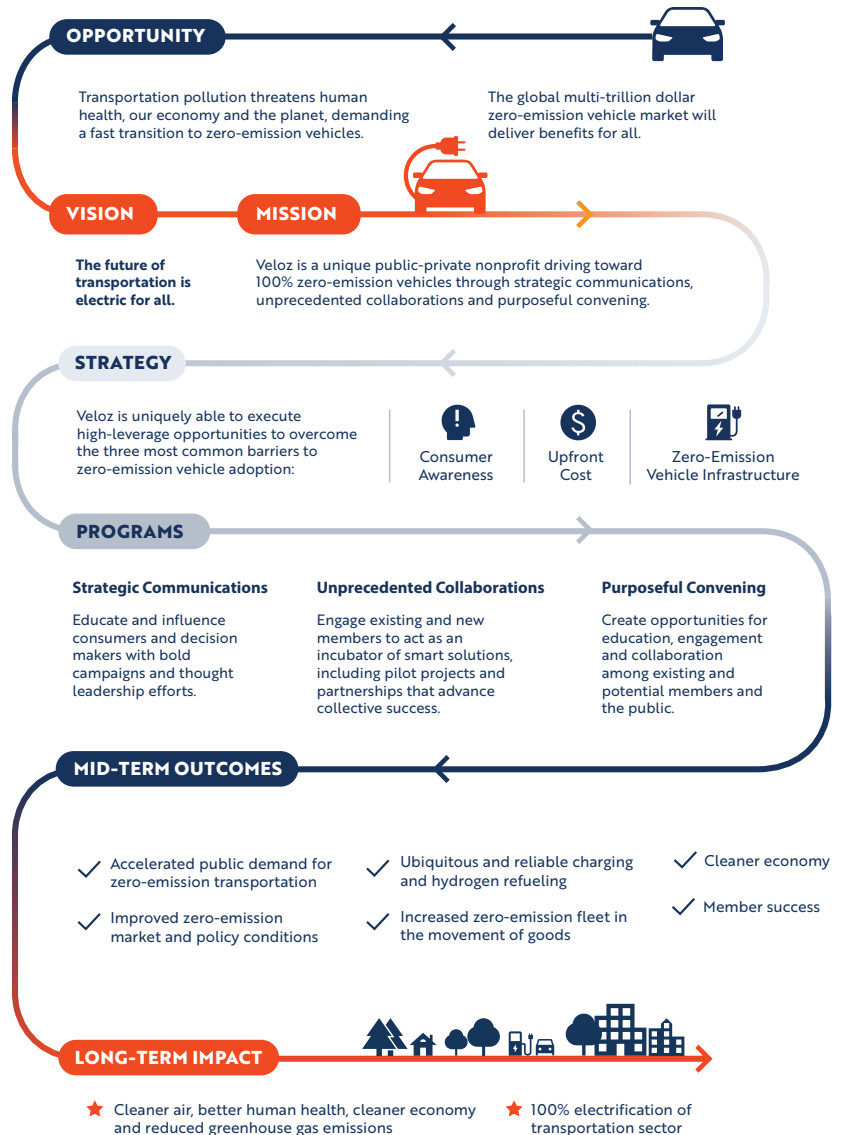 OPPORTUNITY
Transportation pollution threatens human
health, our economy and the planet, demanding
a fast transition to zero-emission vehicles.
The global multi-trillion dollar
zero-emission vehicle market will
deliver benefits for all.
VISION
MISSION
The future of
transportation is
electric for all.
Veloz is a unique public-private nonprofit driving toward
100% zero-emission vehicles through strategic communications,
unprecedented collaborations and purposeful convening.
STRATEGY
Veloz is uniquely able to execute
high-leverage opportunities to overcome
the three most common barriers to
zero-emission vehicle adoption:
Consumer
Awareness
$
Upfront
Cost
Zero-Emission
Vehicle Infrastructure
PROGRAMS
Strategic Communications
Educate and influence
consumers and decision
makers with bold
campaigns and thought
leadership efforts.
Unprecedented Collaborations
Engage existing and new
members to act as an
incubator of smart solutions,
including pilot projects and
partnerships that advance
collective success.
Purposeful Convening
Create opportunities for
education, engagement
and collaboration
among existing and
potential members and
the public.
MID-TERM OUTCOMES
Accelerated public demand for
zero-emission transportation
Improved zero-emission
market and policy conditions
Ubiquitous and reliable charging
and hydrogen refueling
Increased zero-emission fleet in
the movement of goods
Cleaner economy
Member success
LONG-TERM IMPACT
Cleaner air, better human health, cleaner economy
and reduced greenhouse gas emissions
100% electrification of
transportation sector